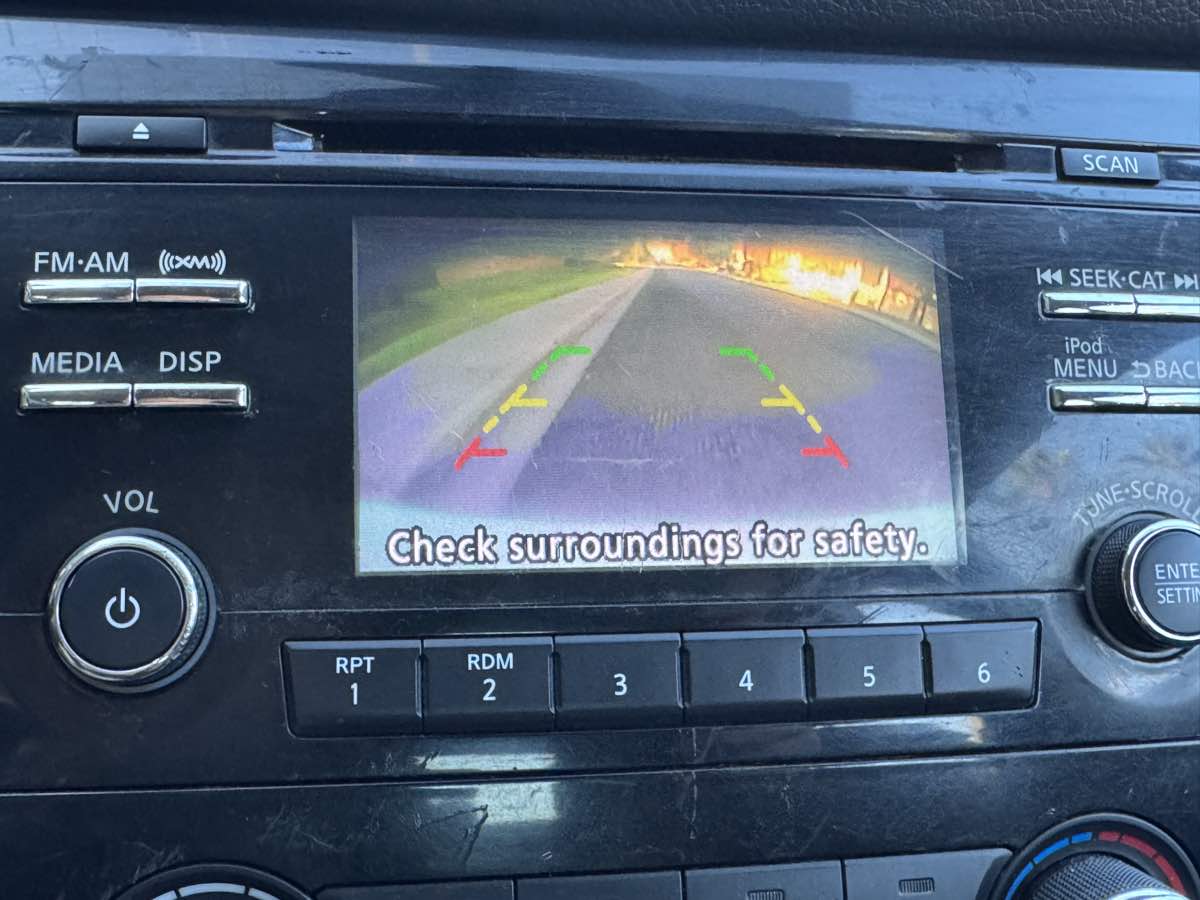 SCAN
FM·AM
XM
SEEK·CAT
MEDIA
DISP
iPod
MENU
BACK
VOL
TUNE·SCROLL
Check surroundings for safety.
ENTER
SETTING
RPT
1
RDM
2
3
4
5
6